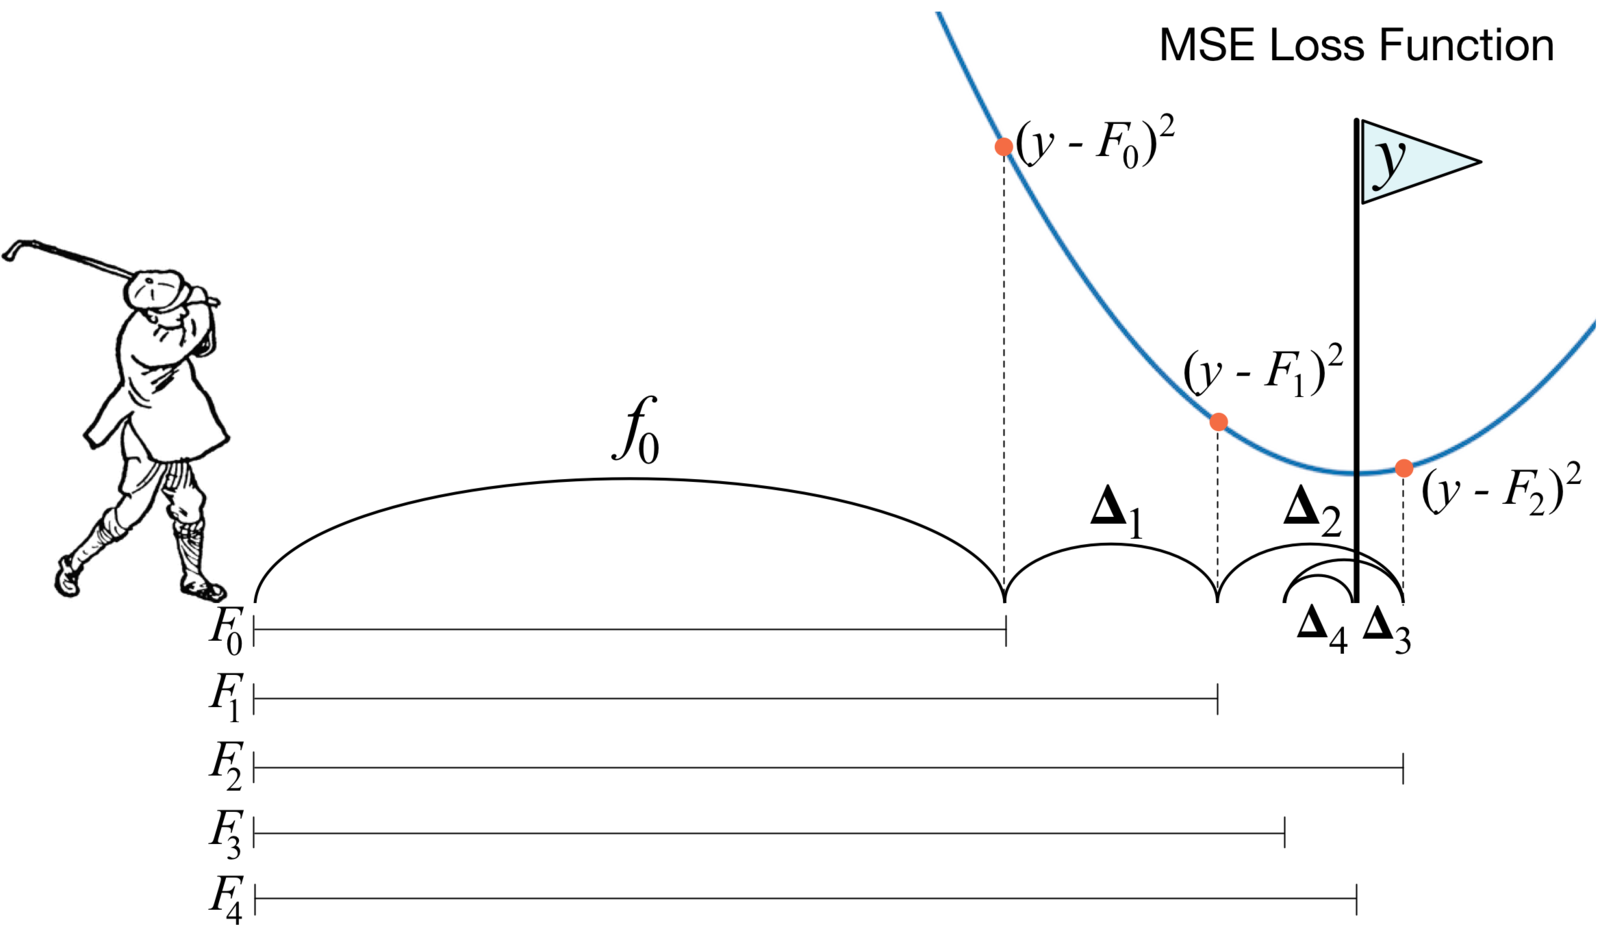 MSE Loss Function
(y - F₀)²
y
(y - F₁)²
f₀
(y - F₂)²
Δ₁
Δ₂
Δ₄
Δ₃
F₀
F₁
F₂
F₃
F₄